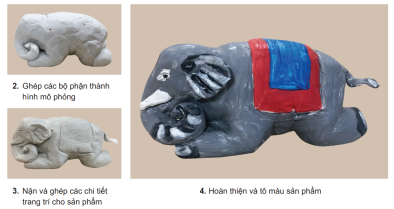 2. Ghép các bộ phận thành
hình mô phỏng
3. Nặn và ghép các chi tiết
trang trí cho sản phẩm
4. Hoàn thiện và tô màu sản phẩm